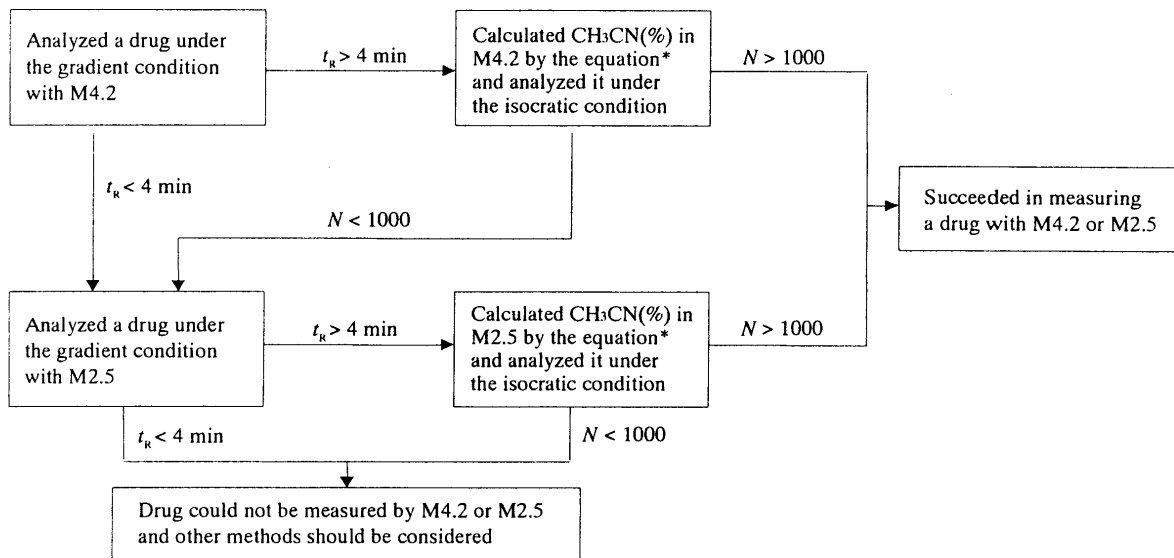 Analyzed a drug under
the gradient condition
with M4.2
tR > 4 min
Calculated CH3CN(%) in
M4.2 by the equation*
and analyzed it under
the isocratic condition
N > 1000
tR < 4 min
N < 1000
Succeeded in measuring
a drug with M4.2 or M2.5
Analyzed a drug under
the gradient condition
with M2.5
tR > 4 min
Calculated CH3CN(%) in
M2.5 by the equation*
and analyzed it under
the isocratic condition
N > 1000
tR < 4 min
N < 1000
Drug could not be measured by M4.2 or M2.5
and other methods should be considered